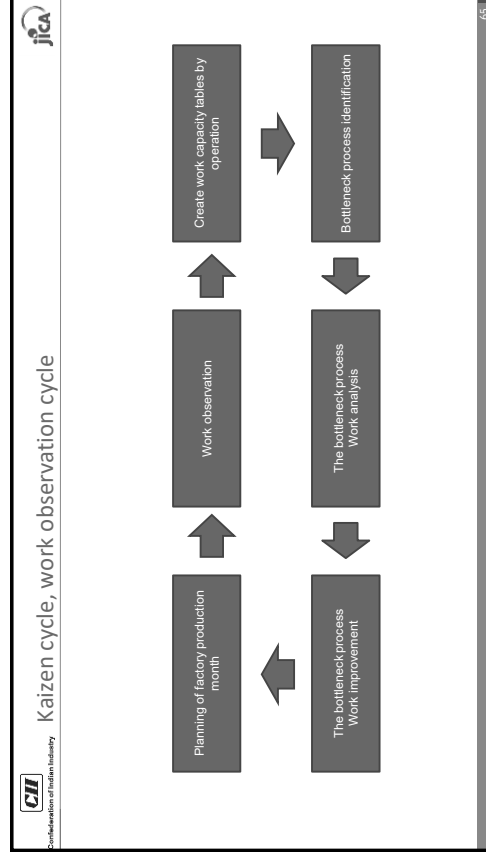 CII
Confederation of Indian Industry
Kaizen cycle, work observation cycle
jICA
Planning of factory production
month
Work observation
Create work capacity tables by
operation
Bottleneck process identification
The bottleneck process
Work analysis
The bottleneck process
Work improvement
65